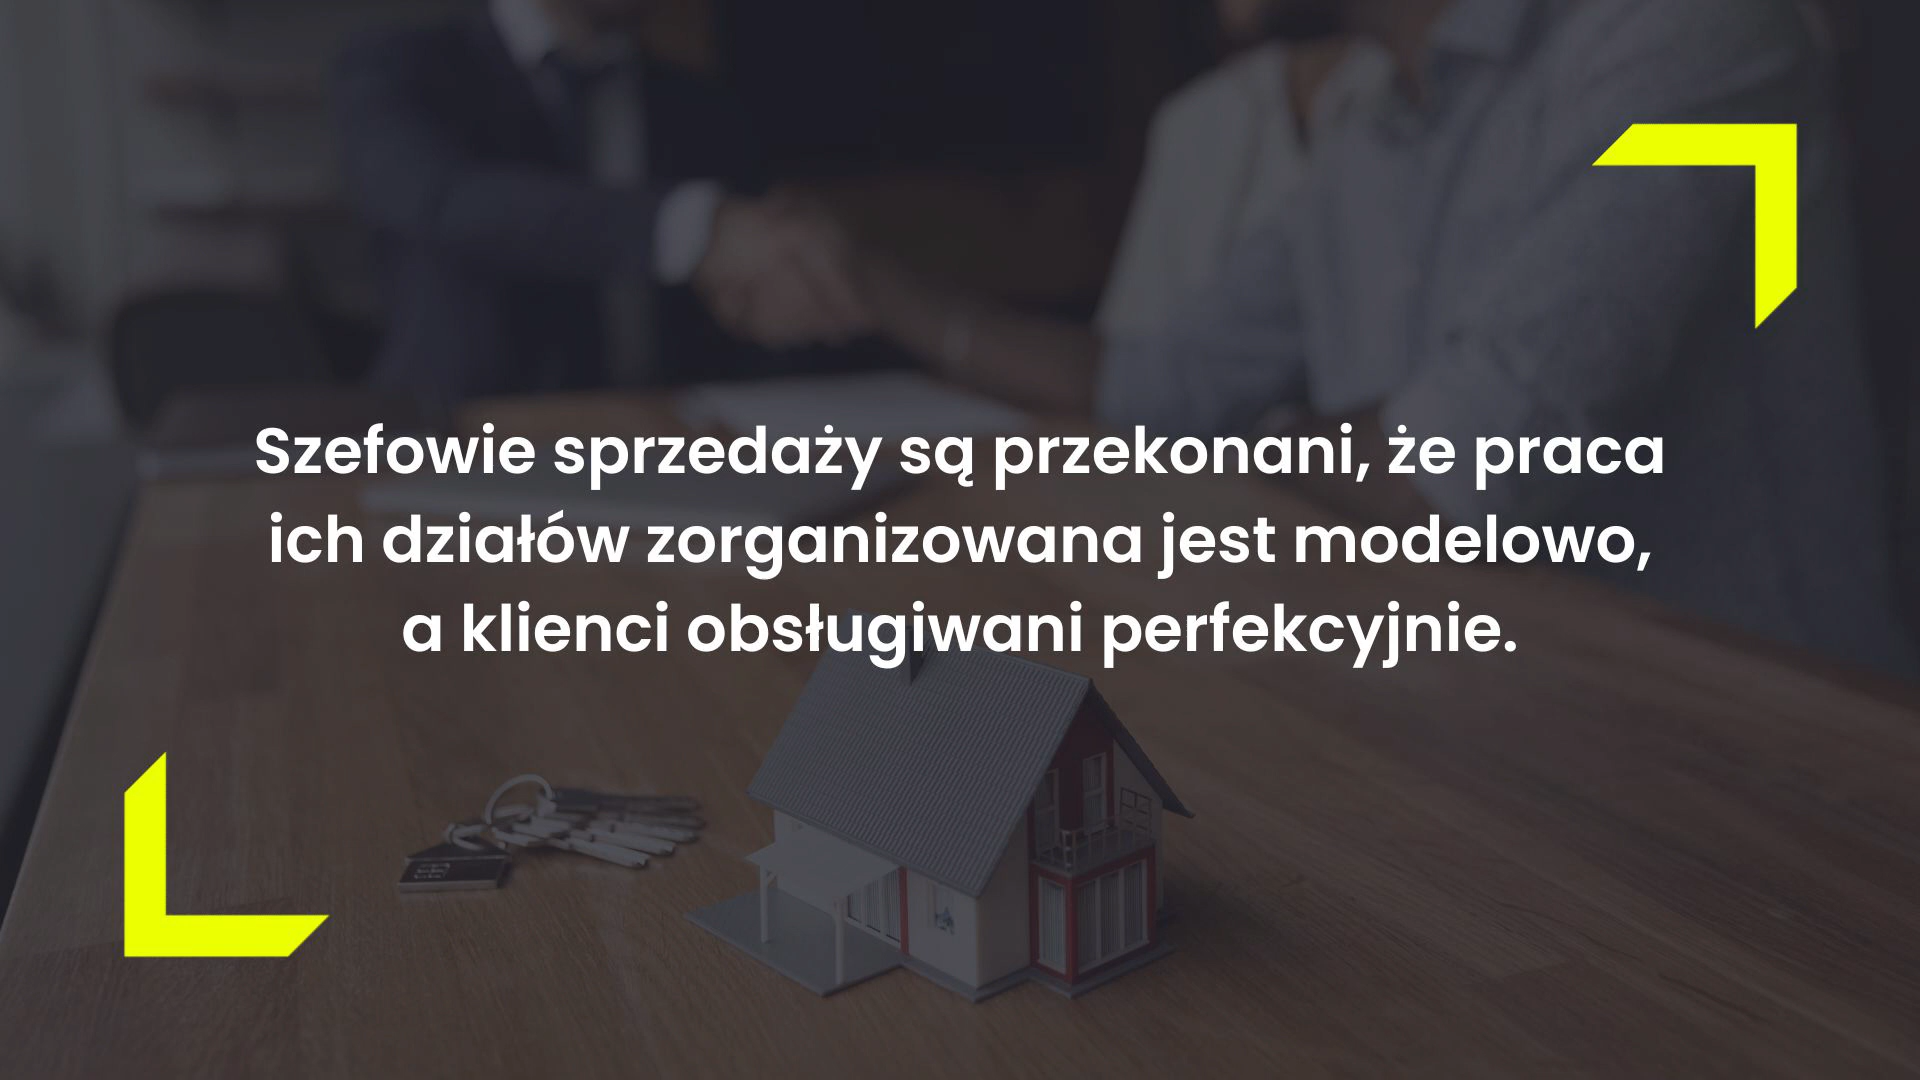 Szefowie sprzedaży są przekonani, że praca
ich działów zorganizowana jest modelowo,
a klienci obsługiwani perfekcyjnie.